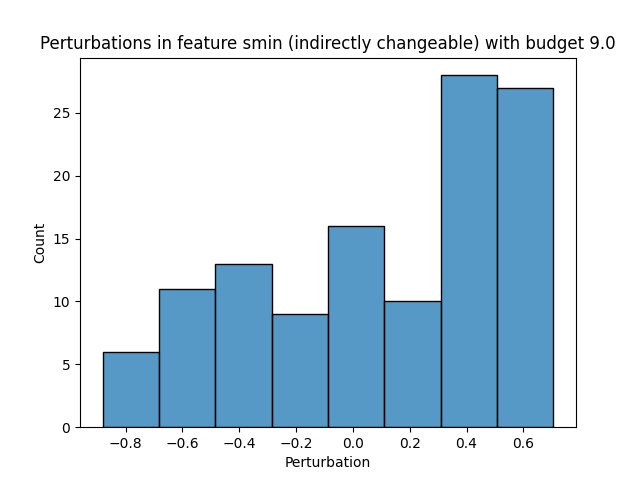 Perturbations in feature smin (indirectly changeable) with budget 9.0
25
20
15
10
5
0
Count
−0.8 −0.6 −0.4 −0.2 0.0 0.2 0.4 0.6
Perturbation